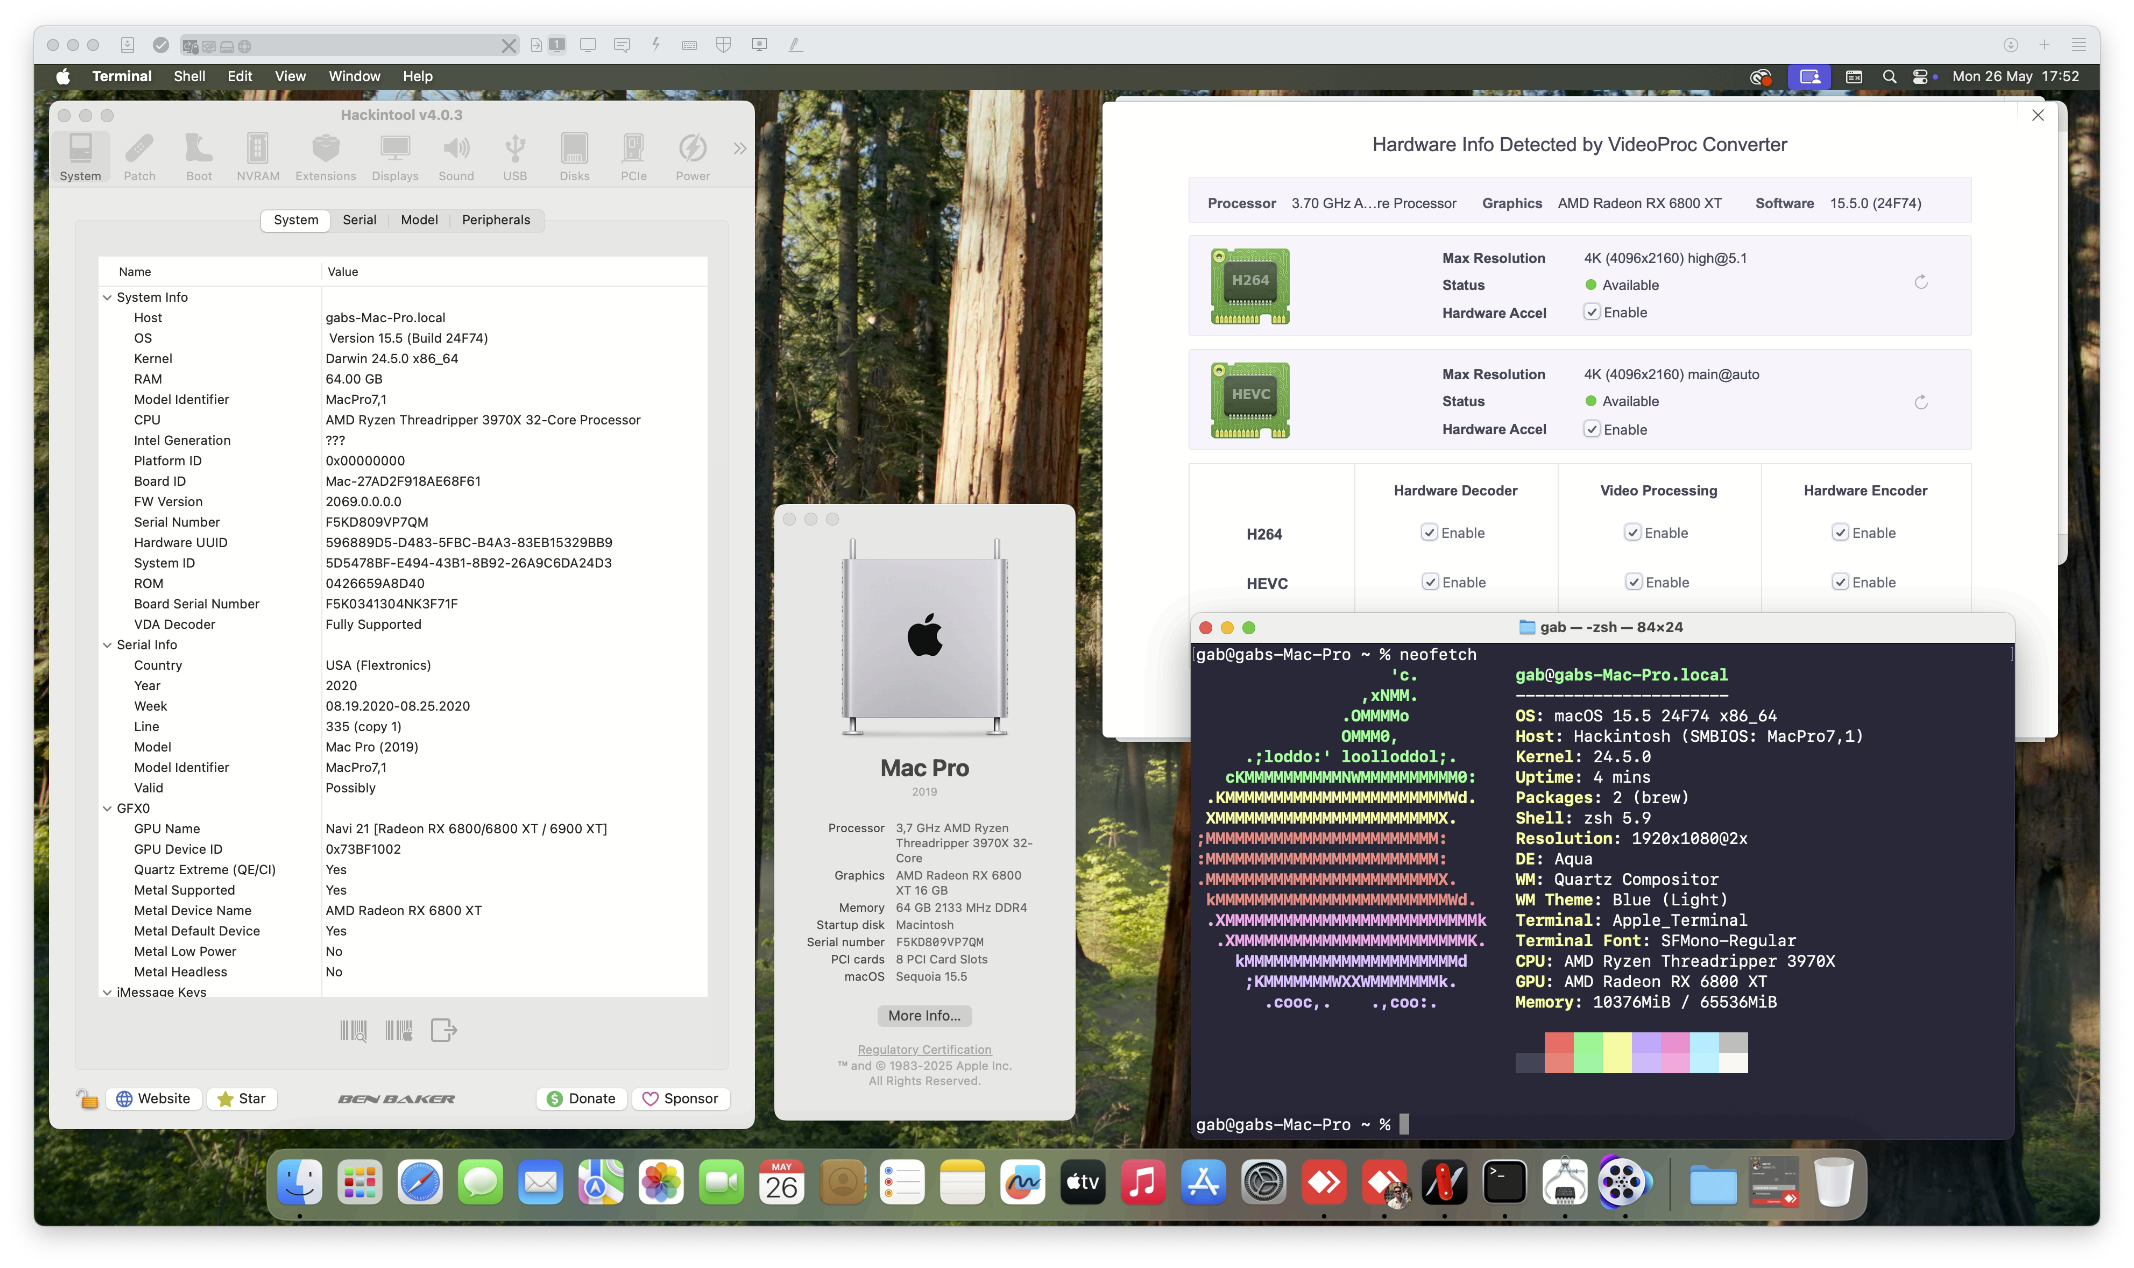 1
Terminal Shell Edit View Window Help
Mon 26 May 17:52
Hackintool v4.0.3
System Patch Boot NVRAM Extensions Displays Sound USB Disks PCIe Power
System Serial Model Peripherals
Name Value
System Info
Host gabs-Mac-Pro.local
OS Version 15.5 (Build 24F74)
Kernel Darwin 24.5.0 x86_64
RAM 64.00 GB
Model Identifier MacPro7,1
CPU AMD Ryzen Threadripper 3970X 32-Core Processor
Intel Generation ???
Platform ID 0x00000000
Board ID Mac-27AD2F918AE68F61
FW Version 2069.0.0.0.0
Serial Number F5KD809VP7QM
Hardware UUID 596889D5-D483-5FBC-B4A3-83EB15329BB9
System ID 5D5478BF-E494-43B1-8B92-26A9C6DA24D3
ROM 0426659A8D40
Board Serial Number F5K0341304NK3F71F
VDA Decoder Fully Supported
Serial Info
Country USA (Flextronics)
Year 2020
Week 08.19.2020-08.25.2020
Line 335 (copy 1)
Model Mac Pro (2019)
Model Identifier MacPro7,1
Valid Possibly
GFX0
GPU Name Navi 21 [Radeon RX 6800/6800 XT / 6900 XT]
GPU Device ID 0x73BF1002
Quartz Extreme (QE/CI) Yes
Metal Supported Yes
Metal Device Name AMD Radeon RX 6800 XT
Metal Default Device Yes
Metal Low Power No
Metal Headless No
iMessage Keys
Website Star BEN BAKER Donate Sponsor
Mac Pro
2019
Processor 3,7 GHz AMD Ryzen
Threadripper 3970X 32-
Core
Graphics AMD Radeon RX 6800
XT 16 GB
Memory 64 GB 2133 MHz DDR4
Startup disk Macintosh
Serial number F5KD809VP7QM
PCI cards 8 PCI Card Slots
macOS Sequoia 15.5
More Info...
Regulatory Certification
™ and © 1983-2025 Apple Inc.
All Rights Reserved.
Hardware Info Detected by VideoProc Converter
Processor 3.70 GHz A...re Processor Graphics AMD Radeon RX 6800 XT Software 15.5.0 (24F74)
H264
Max Resolution 4K (4096x2160) high@5.1
Status Available
Hardware Accel Enable
HEVC
Max Resolution 4K (4096x2160) main@auto
Status Available
Hardware Accel Enable
Hardware Decoder Video Processing Hardware Encoder
H264 Enable Enable Enable
HEVC Enable Enable Enable
gab — -zsh — 84×24
gab@gabs-Mac-Pro ~ % neofetch
'c. gab@gabs-Mac-Pro.local
,xNMM. ----------------------
.OMMMMo OS: macOS 15.5 24F74 x86_64
OMMM0, Host: Hackintosh (SMBIOS: MacPro7,1)
.;loddo:' loolloddol;. Kernel: 24.5.0
cKMMMMMMMMMMNWMMMMMMMMMM0: Uptime: 4 mins
.KMMMMMMMMMMMMMMMMMMMMMMMWd. Packages: 2 (brew)
XMMMMMMMMMMMMMMMMMMMMMMMX. Shell: zsh 5.9
;MMMMMMMMMMMMMMMMMMMMMMMM: Resolution: 1920x1080@2x
:MMMMMMMMMMMMMMMMMMMMMMMM: DE: Aqua
.MMMMMMMMMMMMMMMMMMMMMMMMX. WM: Quartz Compositor
kMMMMMMMMMMMMMMMMMMMMMMMMWd. WM Theme: Blue (Light)
.XMMMMMMMMMMMMMMMMMMMMMMMMMMk Terminal: Apple_Terminal
.XMMMMMMMMMMMMMMMMMMMMMMMMK. Terminal Font: SFMono-Regular
kMMMMMMMMMMMMMMMMMMMMMMd CPU: AMD Ryzen Threadripper 3970X
;KMMMMMMMWXXWMMMMMMMk. GPU: AMD Radeon RX 6800 XT
.cooc,. .,coo:. Memory: 10376MiB / 65536MiB
gab@gabs-Mac-Pro ~ %
MAY
26
tv